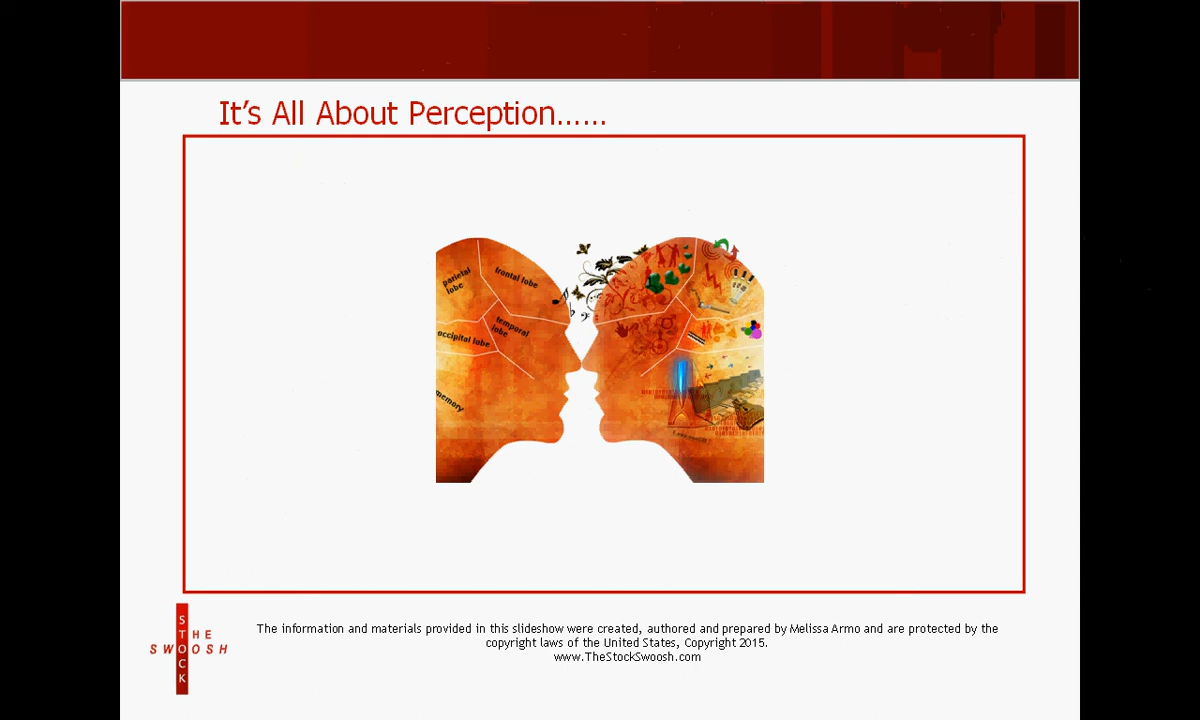 It's All About Perception......
parietal
lobe
frontal lobe
temporal
lobe
occipital lobe
memory
THE
STOCK
SWOOSH
The information and materials provided in this slideshow were created, authored and prepared by Melissa Armo and are protected by the
copyright laws of the United States, Copyright 2015.
www.TheStockSwoosh.com